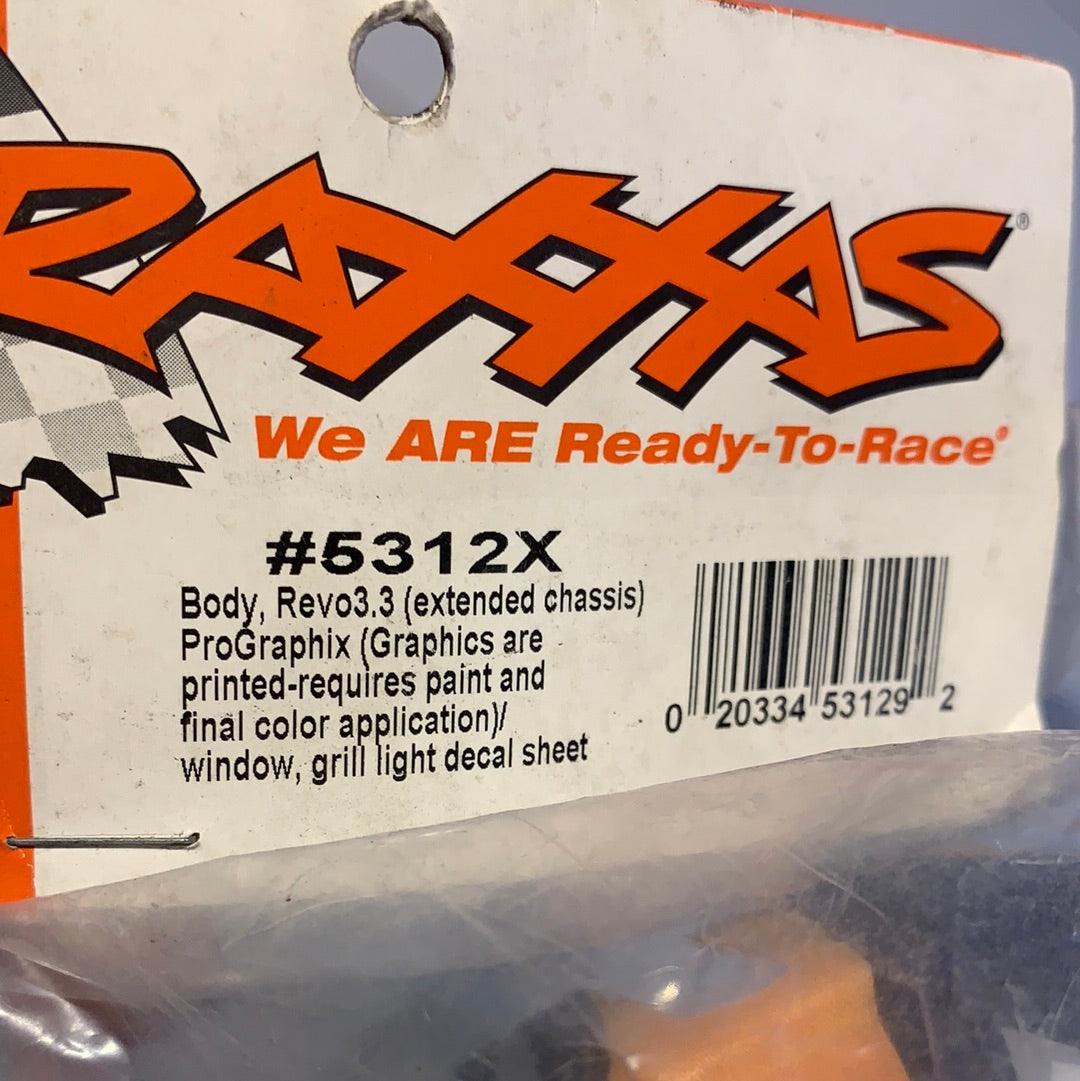 RAXXAS®
We ARE Ready-To-Race®
#5312X
Body, Revo3.3 (extended chassis)
ProGraphix (Graphics are
printed-requires paint and
final color application)/
window, grill light decal sheet
0 20334 53129 2